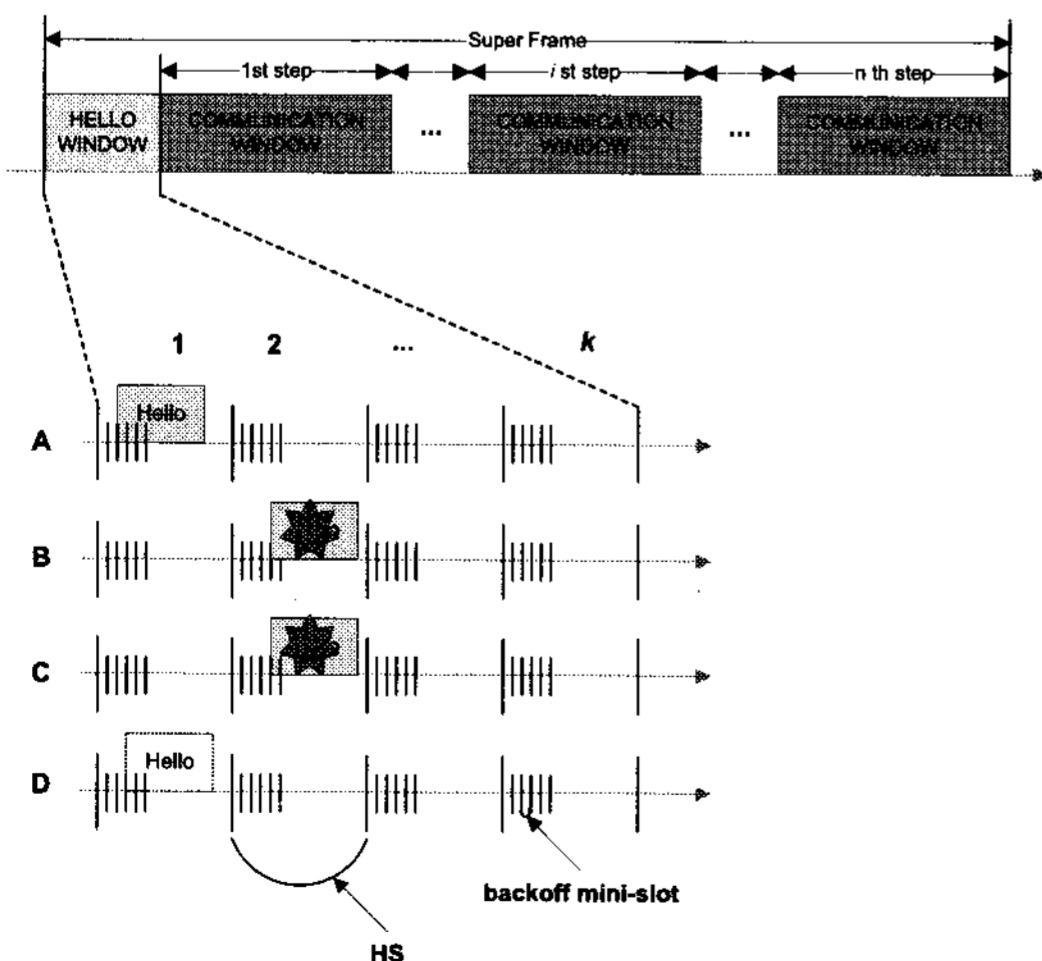 Super Frame
1st step
i st step
n th step
HELLO
WINDOW
COMMUNICATION
WINDOW
...
COMMUNICATION
WINDOW
...
COMMUNICATION
WINDOW
1 2 ... k
Hello
A
B
C
Hello
D
backoff mini-slot
HS